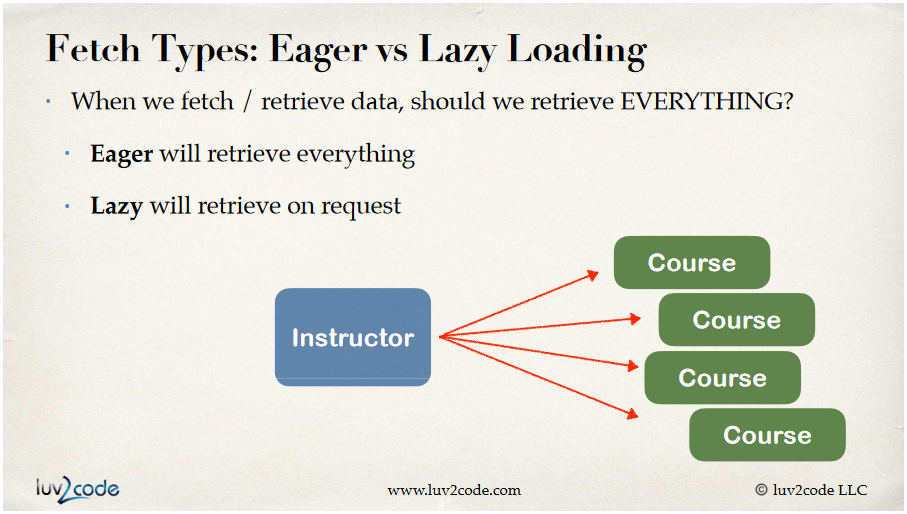 Fetch Types: Eager vs Lazy Loading
• When we fetch / retrieve data, should we retrieve EVERYTHING?
• Eager will retrieve everything
• Lazy will retrieve on request
Course
Course
Instructor
Course
Course
luv2code
www.luv2code.com
© luv2code LLC